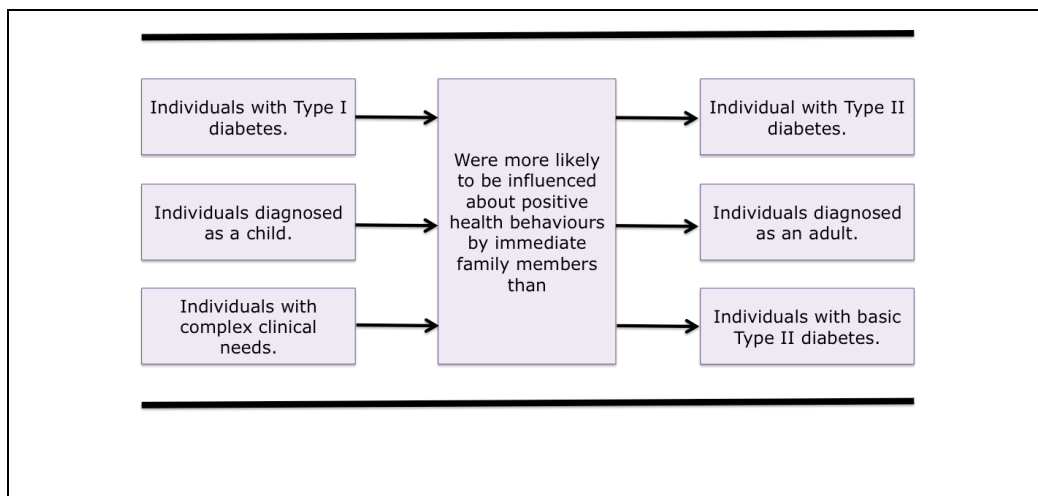 Individuals with Type I
diabetes.
Were more likely
to be influenced
about positive
health behaviours
by immediate
family members
than
Individual with Type II
diabetes.
Individuals diagnosed
as a child.
Individuals diagnosed
as an adult.
Individuals with
complex clinical
needs.
Individuals with basic
Type II diabetes.